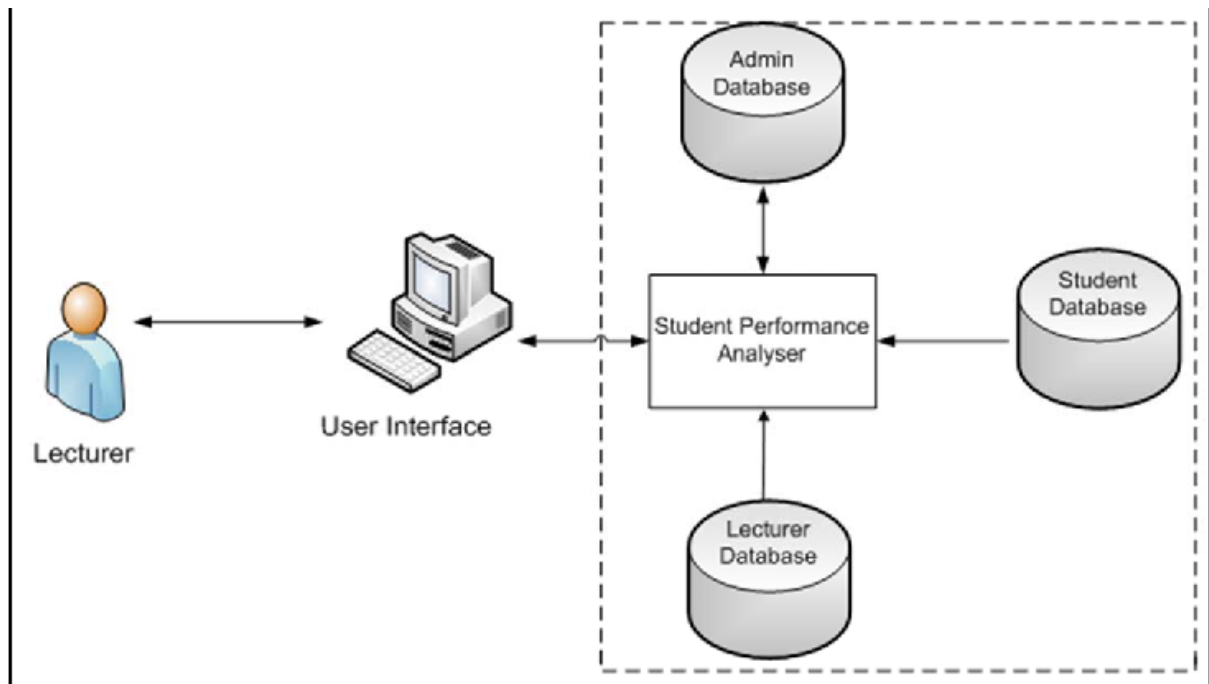 Admin
Database
Student
Database
Student Performance
Analyser
User Interface
Lecturer
Lecturer
Database